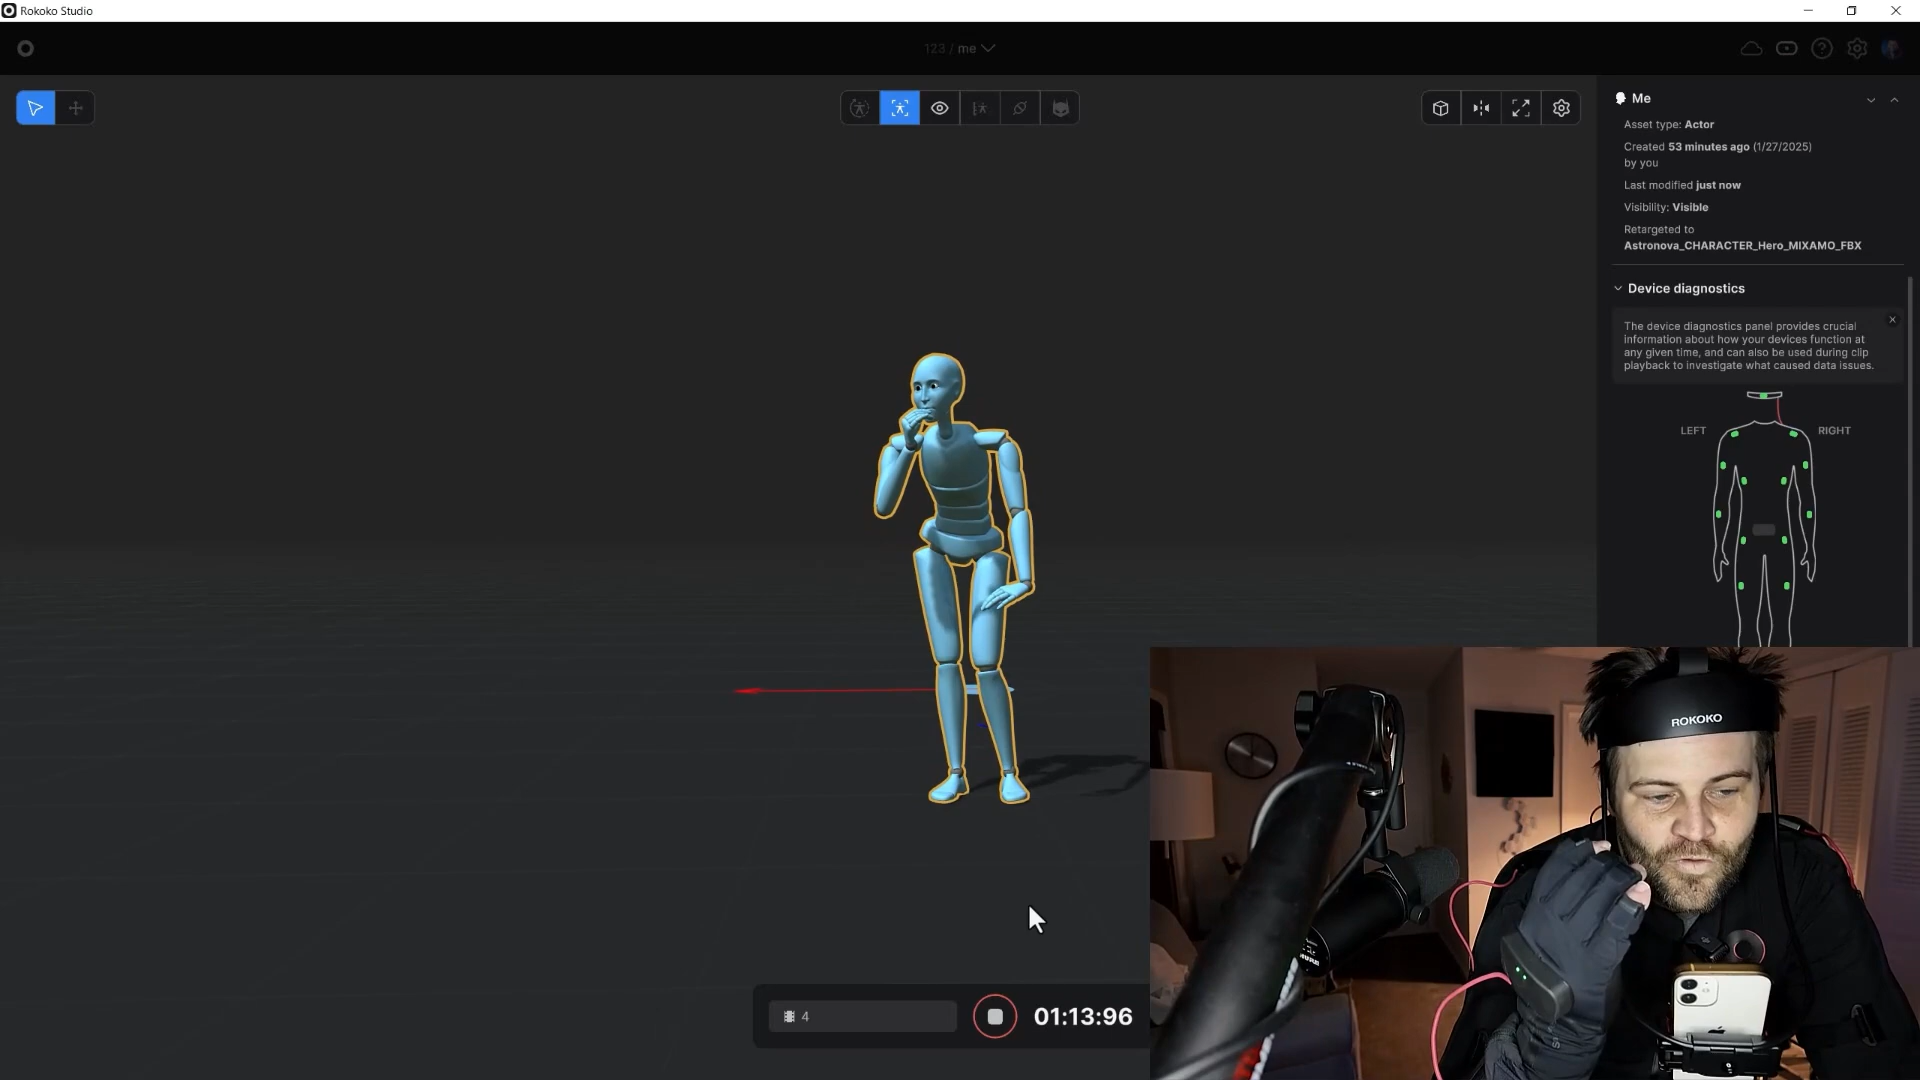 Rokoko Studio
123 / me
Me
Asset type: Actor
Created 53 minutes ago (1/27/2025)
by you
Last modified just now
Visibility: Visible
Retargeted to
Astronova_CHARACTER_Hero_MIXAMO_FBX
Device diagnostics
The device diagnostics panel provides crucial
information about how your devices function at
any given time, and can also be used during clip
playback to investigate what caused data issues.
LEFT
RIGHT
ROKOKO
4
01:13:96